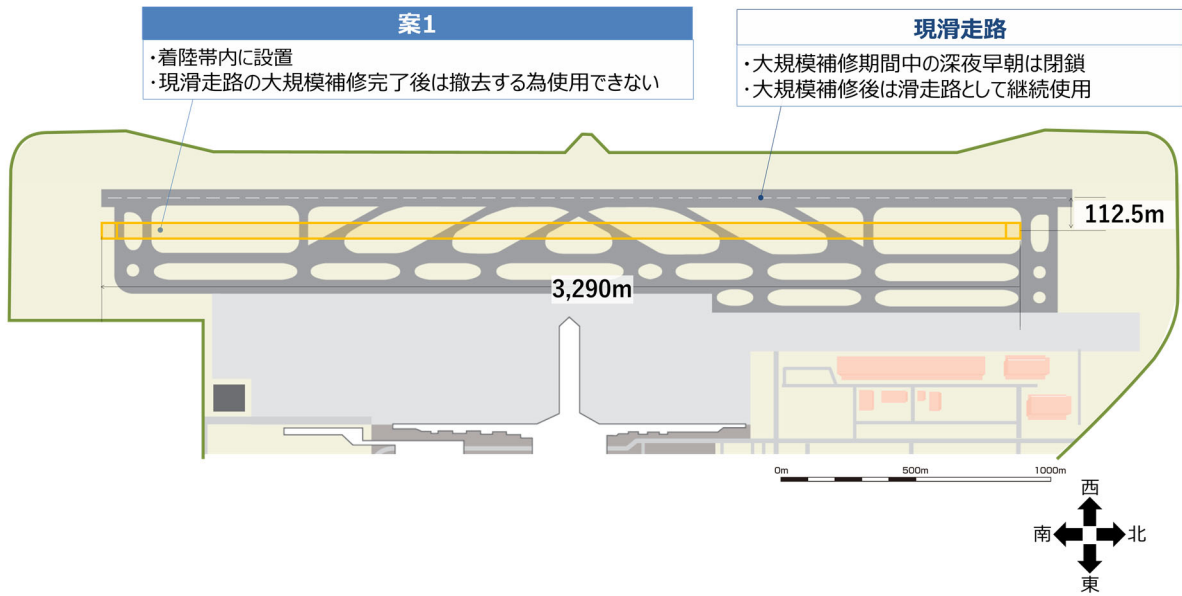 案1
・着陸帯内に設置
・現滑走路の大規模補修完了後は撤去する為使用できない
現滑走路
・大規模補修期間中の深夜早朝は閉鎖
・大規模補修後は滑走路として継続使用
112.5m
3,290m
0m 500m 1000m
西
南 北
東